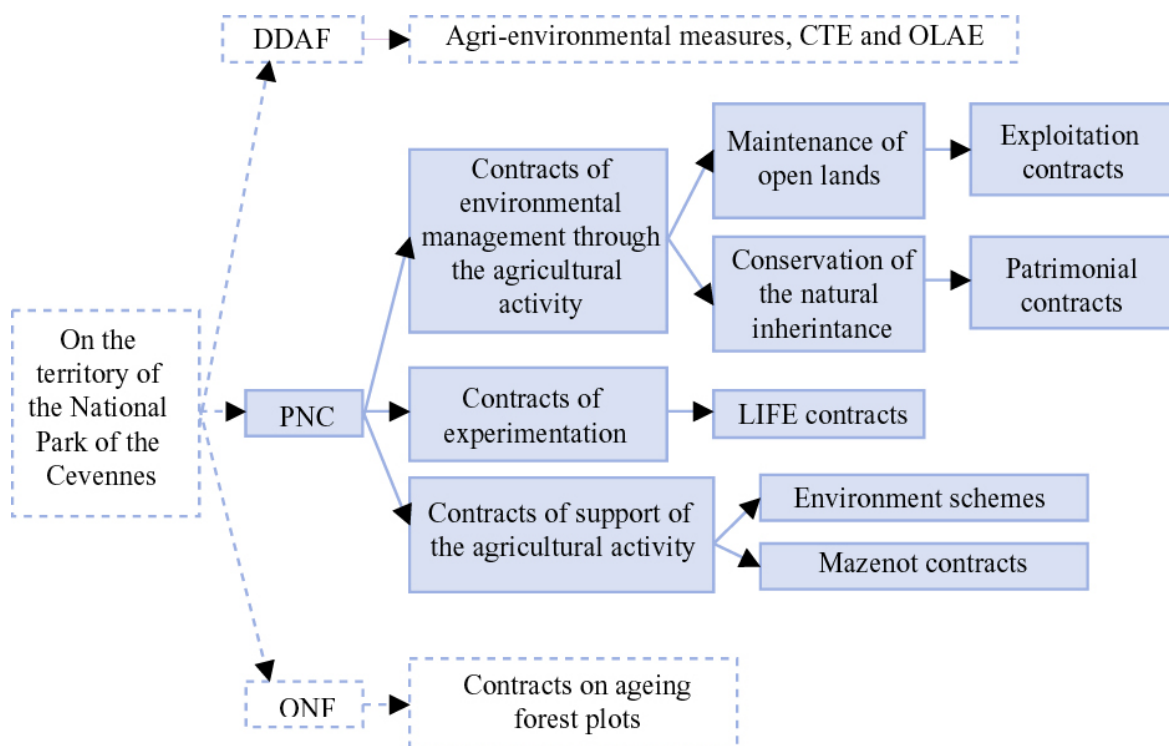 DDAF
Agri-environmental measures, CTE and OLAE
Contracts of
environmental
management through
the agricultural
activity
Maintenance of
open lands
Exploitation
contracts
Conservation of
the natural
inherintance
Patrimonial
contracts
On the
territory of
the National
Park of the
Cevennes
PNC
Contracts of
experimentation
LIFE contracts
Contracts of support of
the agricultural activity
Environment schemes
Mazenot contracts
ONF
Contracts on ageing
forest plots